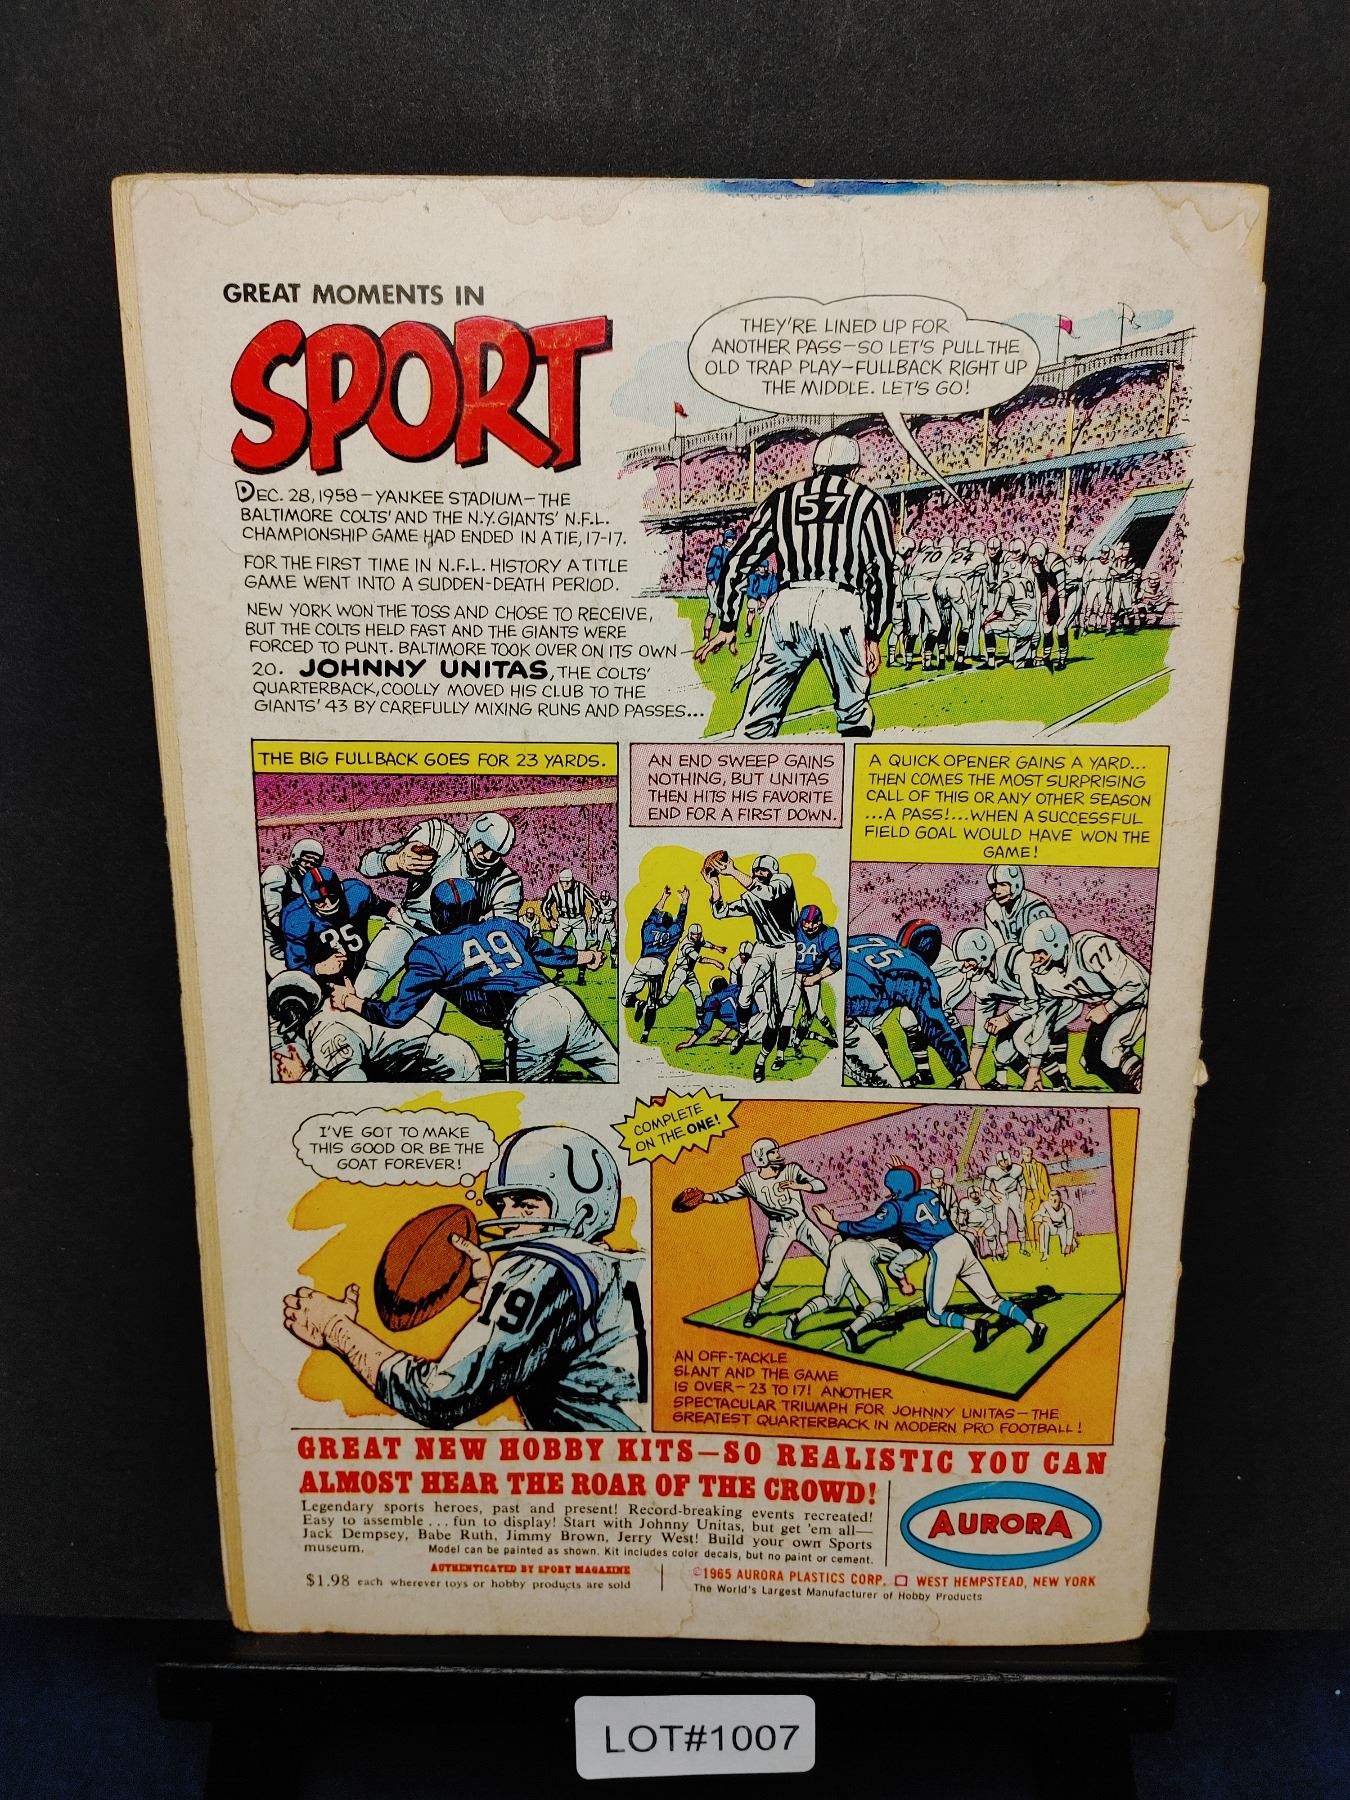 GREAT MOMENTS IN
SPORT
DEC. 28, 1958—YANKEE STADIUM—THE
BALTIMORE COLTS' AND THE N.Y. GIANTS' N.F.L.
CHAMPIONSHIP GAME HAD ENDED IN A TIE, 17-17.
FOR THE FIRST TIME IN N.F.L. HISTORY A TITLE
GAME WENT INTO A SUDDEN-DEATH PERIOD.
NEW YORK WON THE TOSS AND CHOSE TO RECEIVE,
BUT THE COLTS HELD FAST AND THE GIANTS WERE
FORCED TO PUNT. BALTIMORE TOOK OVER ON ITS OWN
20. JOHNNY UNITAS, THE COLTS'
QUARTERBACK, COOLLY MOVED HIS CLUB TO THE
GIANTS' 43 BY CAREFULLY MIXING RUNS AND PASSES...
THEY'RE LINED UP FOR
ANOTHER PASS—SO LET'S PULL THE
OLD TRAP PLAY—FULLBACK RIGHT UP
THE MIDDLE. LET'S GO!
57
70
THE BIG FULLBACK GOES FOR 23 YARDS.
35
49
76
AN END SWEEP GAINS
NOTHING, BUT UNITAS
THEN HITS HIS FAVORITE
END FOR A FIRST DOWN.
34
A QUICK OPENER GAINS A YARD...
THEN COMES THE MOST SURPRISING
CALL OF THIS OR ANY OTHER SEASON
...A PASS!...WHEN A SUCCESSFUL
FIELD GOAL WOULD HAVE WON THE
GAME!
75
77
77
I'VE GOT TO MAKE
THIS GOOD OR BE THE
GOAT FOREVER!
19
COMPLETE
ON THE ONE!
19
42
AN OFF-TACKLE
SLANT AND THE GAME
IS OVER—23 TO 17! ANOTHER
SPECTACULAR TRIUMPH FOR JOHNNY UNITAS—THE
GREATEST QUARTERBACK IN MODERN PRO FOOTBALL!
GREAT NEW HOBBY KITS—SO REALISTIC YOU CAN
ALMOST HEAR THE ROAR OF THE CROWD!
Legendary sports heroes, past and present! Record-breaking events recreated!
Easy to assemble . . . fun to display! Start with Johnny Unitas, but get 'em all—
Jack Dempsey, Babe Ruth, Jimmy Brown, Jerry West! Build your own Sports
museum. Model can be painted as shown. Kit includes color decals, but no paint or cement.
AUTHENTICATED BY SPORT MAGAZINE
$1.98 each wherever toys or hobby products are sold
AURORA
©1965 AURORA PLASTICS CORP. □ WEST HEMPSTEAD, NEW YORK
The World's Largest Manufacturer of Hobby Products
LOT#1007